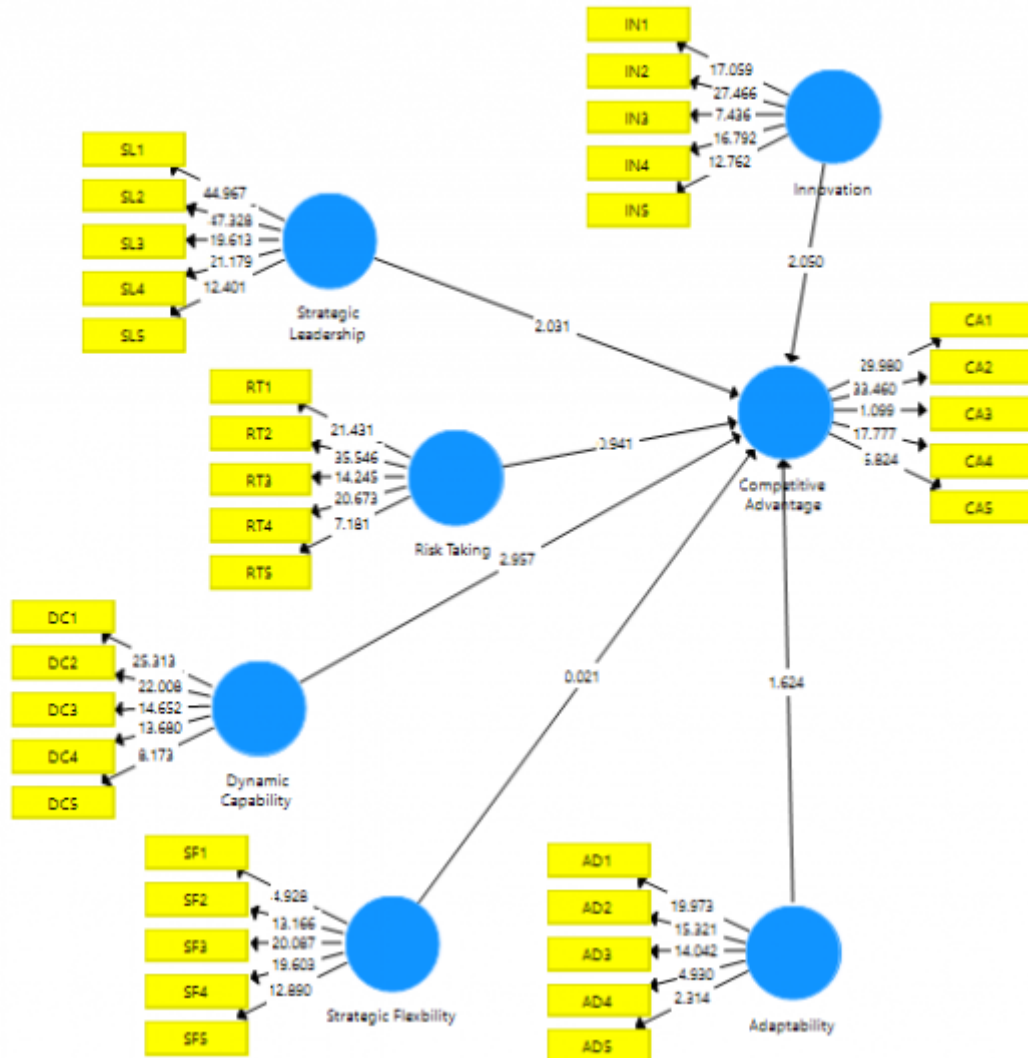 IN1
IN2
IN3
IN4
IN5
17.059
27.466
7.436
16.792
12.762
Innovation
SL1
SL2
SL3
SL4
SL5
44.967
47.328
19.613
21.179
12.401
Strategic
Leadership
2.050
2.031
CA1
CA2
CA3
CA4
CA5
29.980
33.460
1.099
17.777
5.824
Competitive
Advantage
RT1
RT2
RT3
RT4
RT5
21.431
35.546
14.245
20.673
7.181
Risk Taking
0.941
2.957
DC1
DC2
DC3
DC4
DC5
25.313
22.008
14.652
13.680
8.173
Dynamic
Capability
0.021
1.624
SF1
SF2
SF3
SF4
SF5
4.928
13.166
20.087
19.603
12.890
Strategic Flexbility
AD1
AD2
AD3
AD4
AD5
19.973
15.321
14.042
4.930
2.314
Adaptability